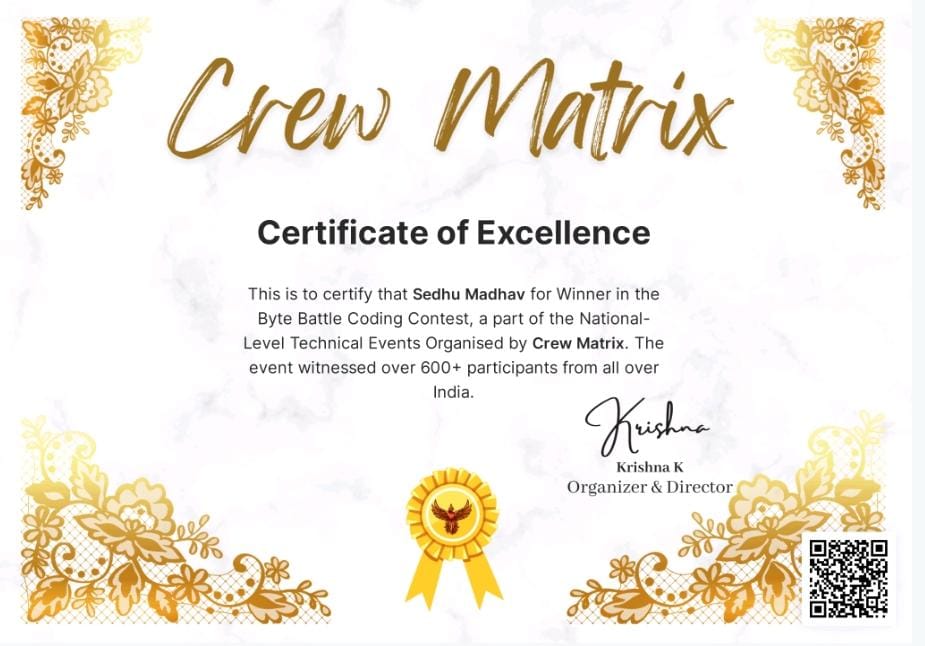 Crew Matrix
Certificate of Excellence
This is to certify that Sedhu Madhav for Winner in the
Byte Battle Coding Contest, a part of the National-
Level Technical Events Organised by Crew Matrix. The
event witnessed over 600+ participants from all over
India.
Krishna
Krishna K
Organizer & Director